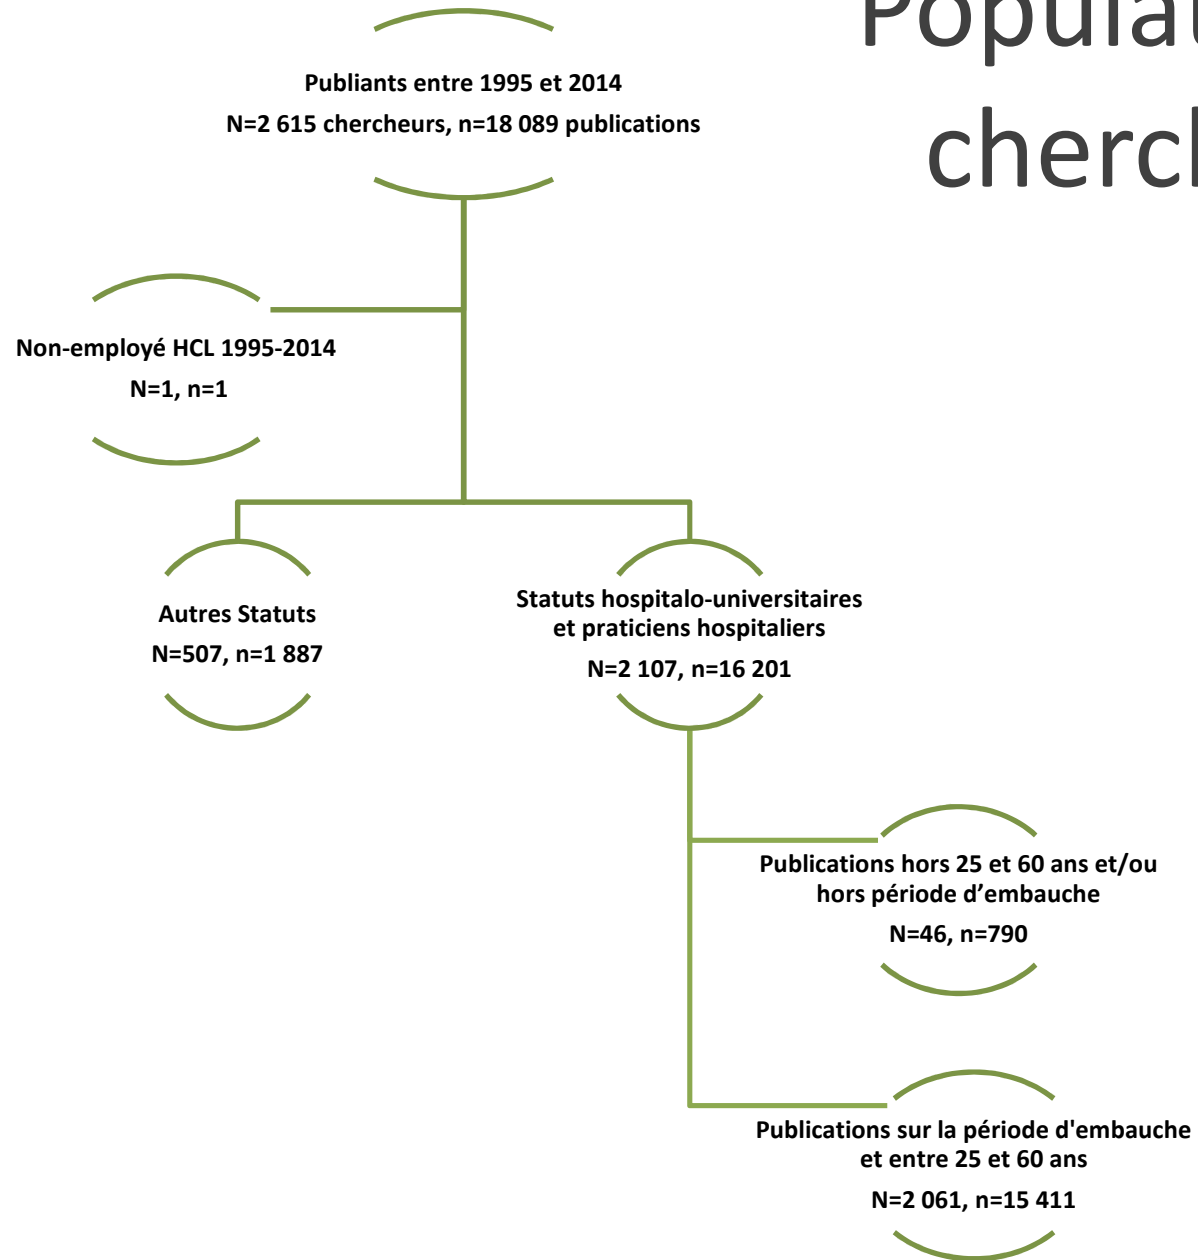 Publiants entre 1995 et 2014
N=2 615 chercheurs, n=18 089 publications
Non-employé HCL 1995-2014
N=1, n=1
Autres Statuts
N=507, n=1 887
Statuts hospitalo-universitaires
et praticiens hospitaliers
N=2 107, n=16 201
Publications hors 25 et 60 ans et/ou
hors période d’embauche
N=46, n=790
Publications sur la période d'embauche
et entre 25 et 60 ans
N=2 061, n=15 411